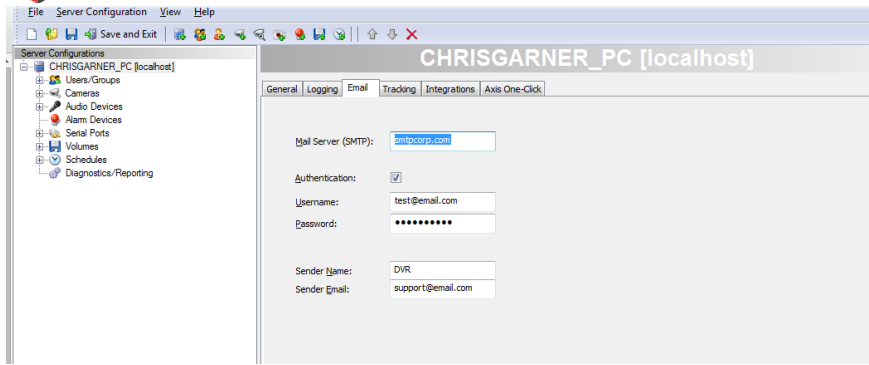 File Server Configuration View Help
Save and Exit
Server Configurations
CHRISGARNER_PC [localhost]
CHRISGARNER_PC [localhost]
Users/Groups
General Logging Email Tracking Integrations Axis One-Click
Cameras
Audio Devices
Alarm Devices
Serial Ports
Mail Server (SMTP): smtpcorp.com
Volumes
Schedules
Diagnostics/Reporting
Authentication:
Username: test@email.com
Password: ••••••••••
Sender Name: DVR
Sender Email: support@email.com